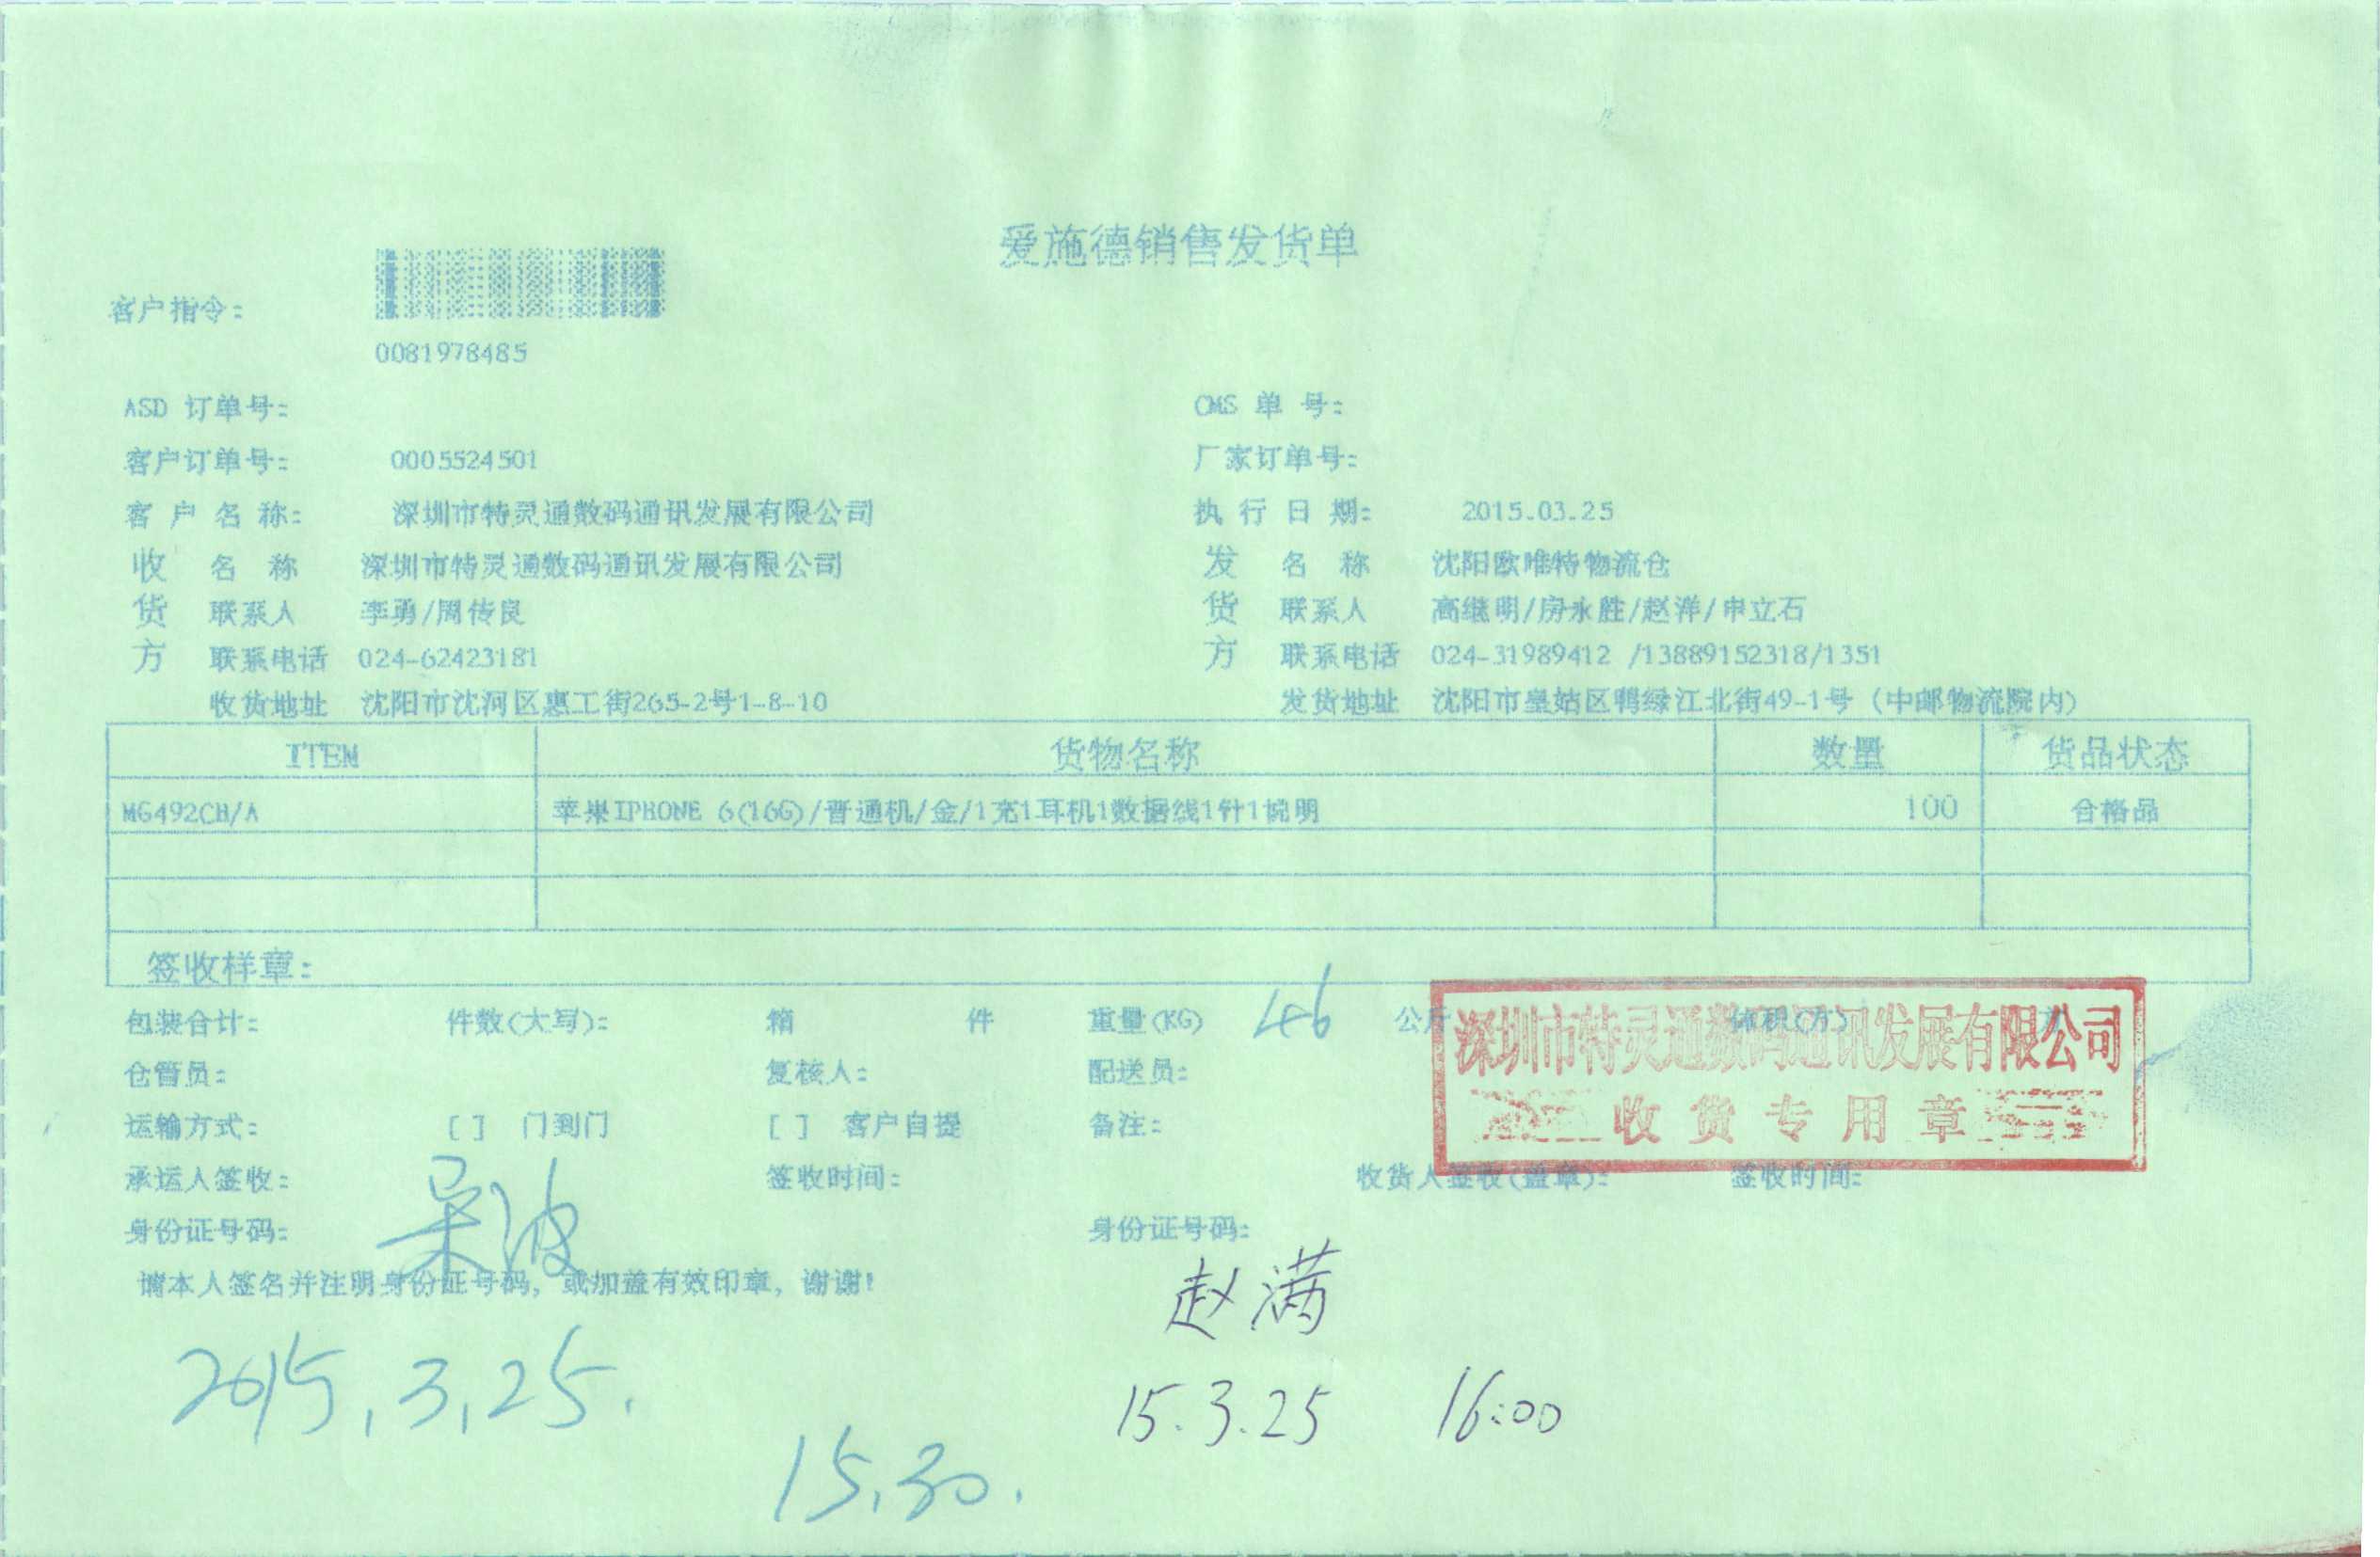 爱施德销售发货单
客户指令:
0081978485
ASD 订单号: CMS 单 号:
客户订单号: 0005524501 厂家订单号:
客 户 名 称: 深圳市特灵通数码通讯发展有限公司 执 行 日 期: 2015.03.25
收 名 称 深圳市特灵通数码通讯发展有限公司 发 名 称 沈阳欧唯特物流仓
货 联系人 李勇/周传良 货 联系人 高继明/房永胜/赵洋/申立石
方 联系电话 024-62423181 方 联系电话 024-31989412 /13889152318/1351
收货地址 沈阳市沈河区惠工街265-2号1-8-10 发货地址 沈阳市皇姑区鸭绿江北街49-1号 (中邮物流院内)
ITEM 货物名称 数量 货品状态
MG492CH/A 苹果IPHONE 6(16G)/普通机/金/1充1耳机1数据线1针1说明 100 合格品
签收样章:
包装合计: 件数(大写): 箱 件 重量(KG) 46 公斤 体积(方)
深圳市特灵通数码通讯发展有限公司
仓管员: 复核人: 配送员:
收货专用章
运输方式: [ ] 门到门 [ ] 客户自提 备注:
承运人签收: 吴波 签收时间: 收货人签收(盖章): 签收时间:
身份证号码: 身份证号码:
请本人签名并注明身份证号码, 或加盖有效印章, 谢谢!
赵满
2015.3.25. 15.3.25 16:00
15.30.